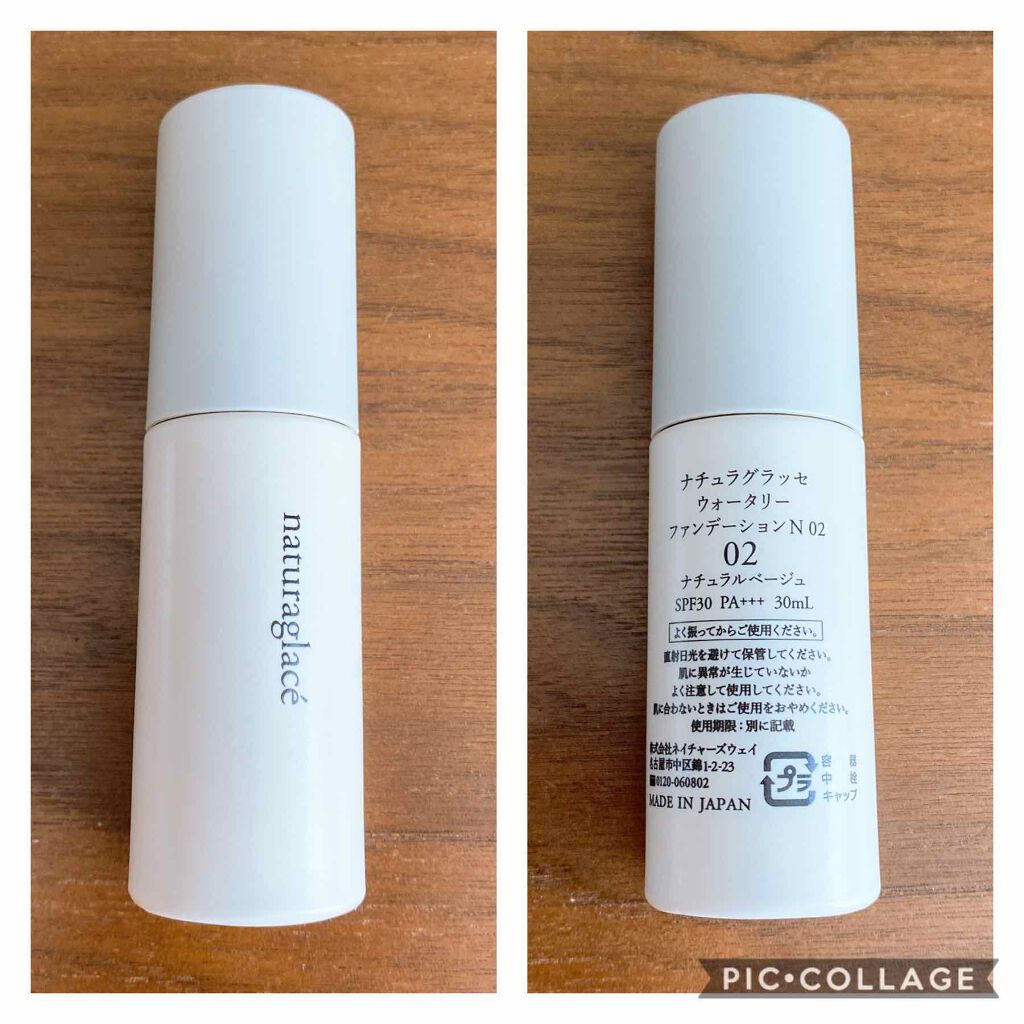 naturaglacé
ナチュラグラッセ
ウォータリー
ファンデーションN 02
02
ナチュラルベージュ
SPF30 PA+++ 30mL
よく振ってからご使用ください。
直射日光を避けて保管してください。
肌に異常が生じていないか
よく注意して使用してください。
肌に合わないときはご使用をおやめください。
使用期限:別に記載
株式会社ネイチャーズウェイ
名古屋市中区錦1-2-23
☎0120-060802
MADE IN JAPAN
プラ
容器
中栓
キャップ
PIC•COLLAGE